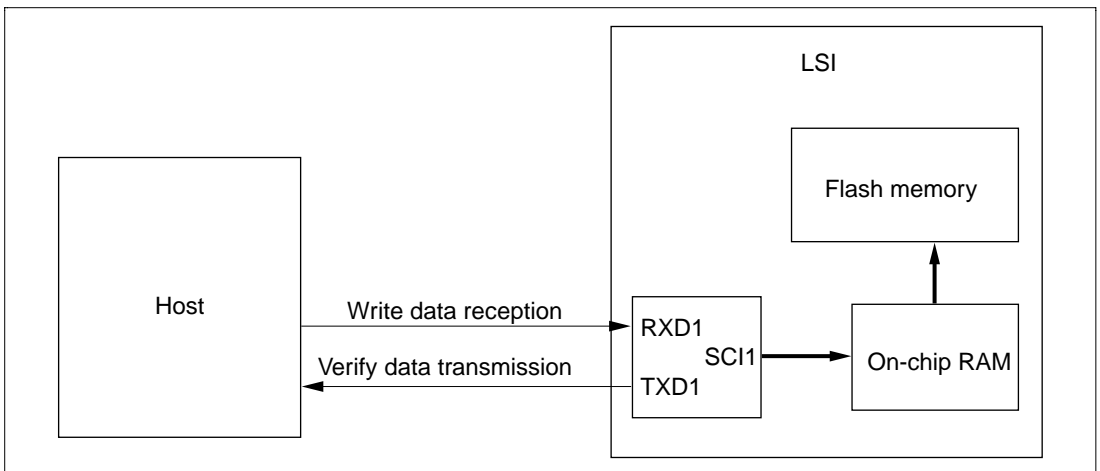 LSI
Flash memory
Host
Write data reception
RXD1
SCI1
On-chip RAM
Verify data transmission
TXD1